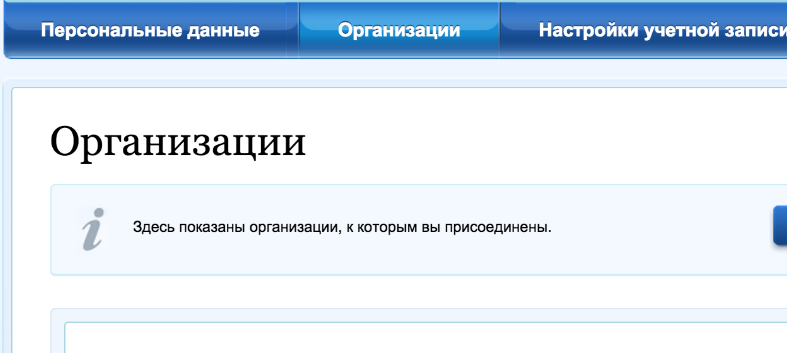 Персональные данные
Организации
Настройки учетной записи
Организации
Здесь показаны организации, к которым вы присоединены.